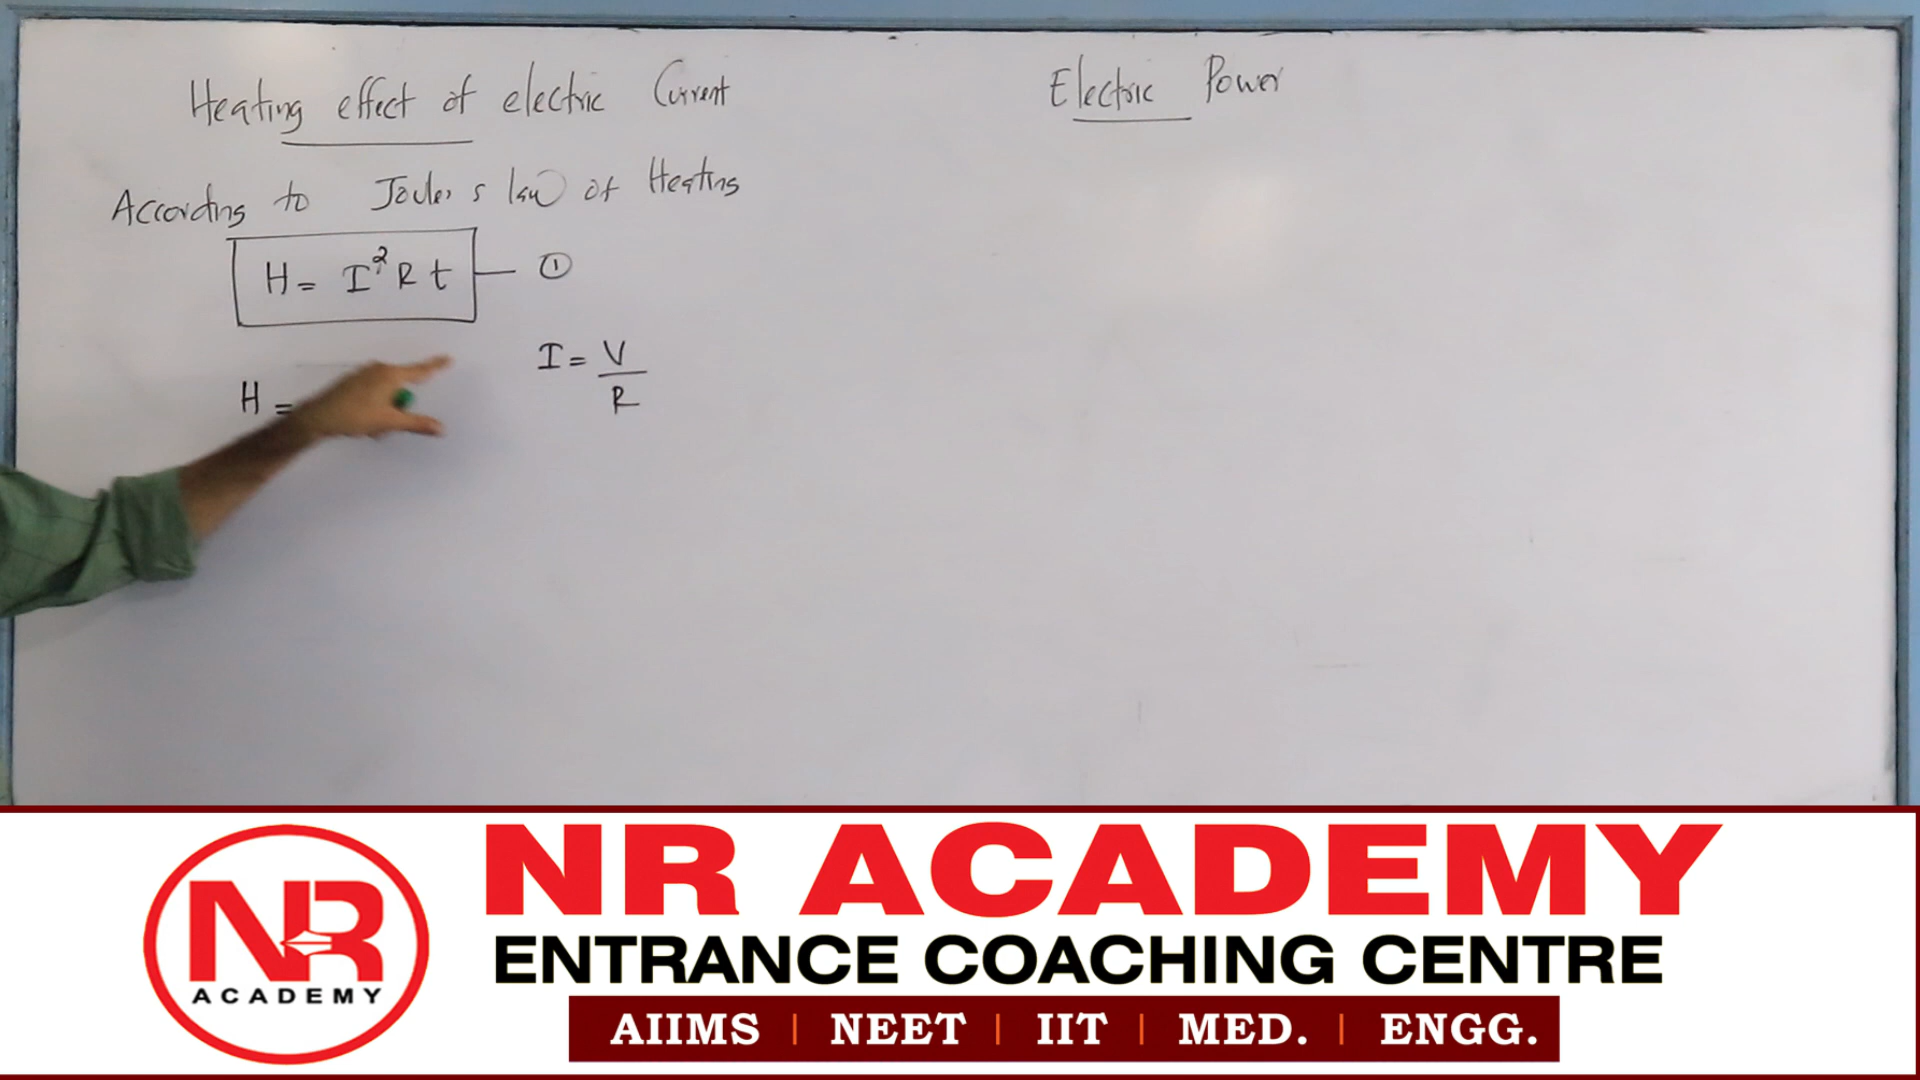 Heating effect of electric Current
Electric Power
According to Joules law of Heating
H = I²Rt — ①
I = V
R
H =
NR
ACADEMY
NR ACADEMY
ENTRANCE COACHING CENTRE
AIIMS | NEET | IIT | MED. | ENGG.